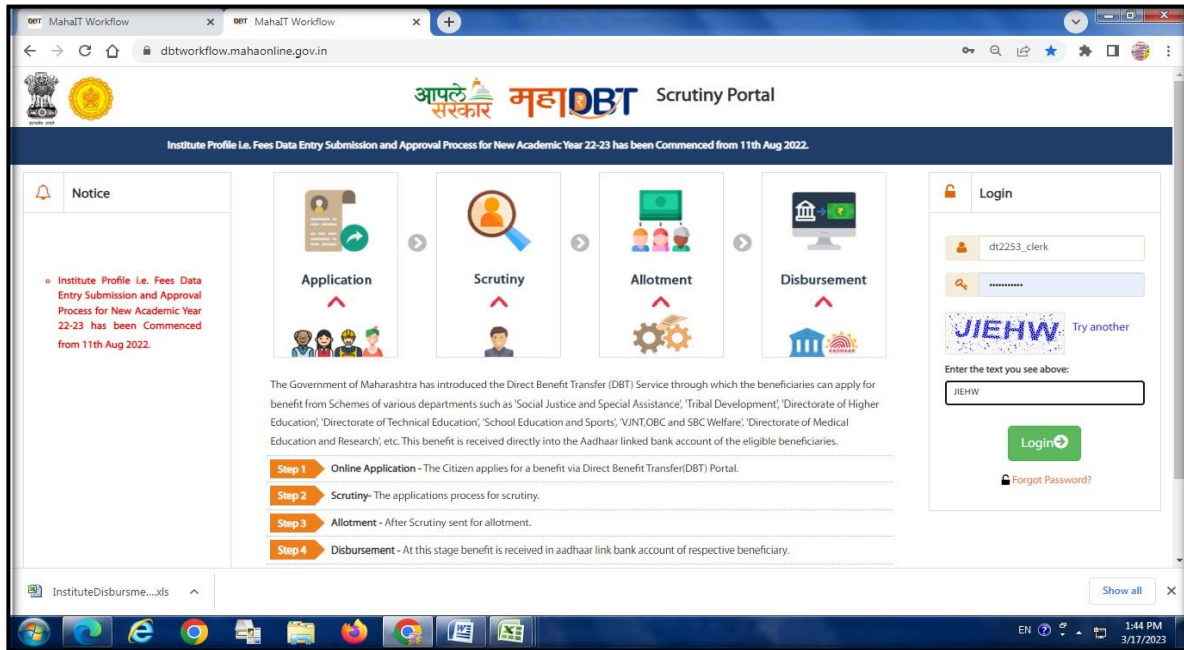 MahaIT Workflow
MahaIT Workflow
dbtworkflow.mahaonline.gov.in
आपले सरकार
महाDBT
Scrutiny Portal
Institute Profile i.e. Fees Data Entry Submission and Approval Process for New Academic Year 22-23 has been Commenced from 11th Aug 2022.
Notice
Institute Profile i.e. Fees Data
Entry Submission and Approval
Process for New Academic Year
22-23 has been Commenced
from 11th Aug 2022.
Application
Scrutiny
Allotment
Disbursement
AADHAAR
The Government of Maharashtra has introduced the Direct Benefit Transfer (DBT) Service through which the beneficiaries can apply for
benefit from Schemes of various departments such as 'Social Justice and Special Assistance', 'Tribal Development', 'Directorate of Higher
Education', 'Directorate of Technical Education', 'School Education and Sports', 'VJNT,OBC and SBC Welfare', 'Directorate of Medical
Education and Research', etc. This benefit is received directly into the Aadhaar linked bank account of the eligible beneficiaries.
Step 1 Online Application - The Citizen applies for a benefit via Direct Benefit Transfer(DBT) Portal.
Step 2 Scrutiny- The applications process for scrutiny.
Step 3 Allotment - After Scrutiny sent for allotment.
Step 4 Disbursement - At this stage benefit is received in aadhaar link bank account of respective beneficiary.
Login
dt2253_clerk
JIEHW
Try another
Enter the text you see above:
JIEHW
Login
Forgot Password?
InstituteDisbursme....xls
Show all
EN
1:44 PM
3/17/2023